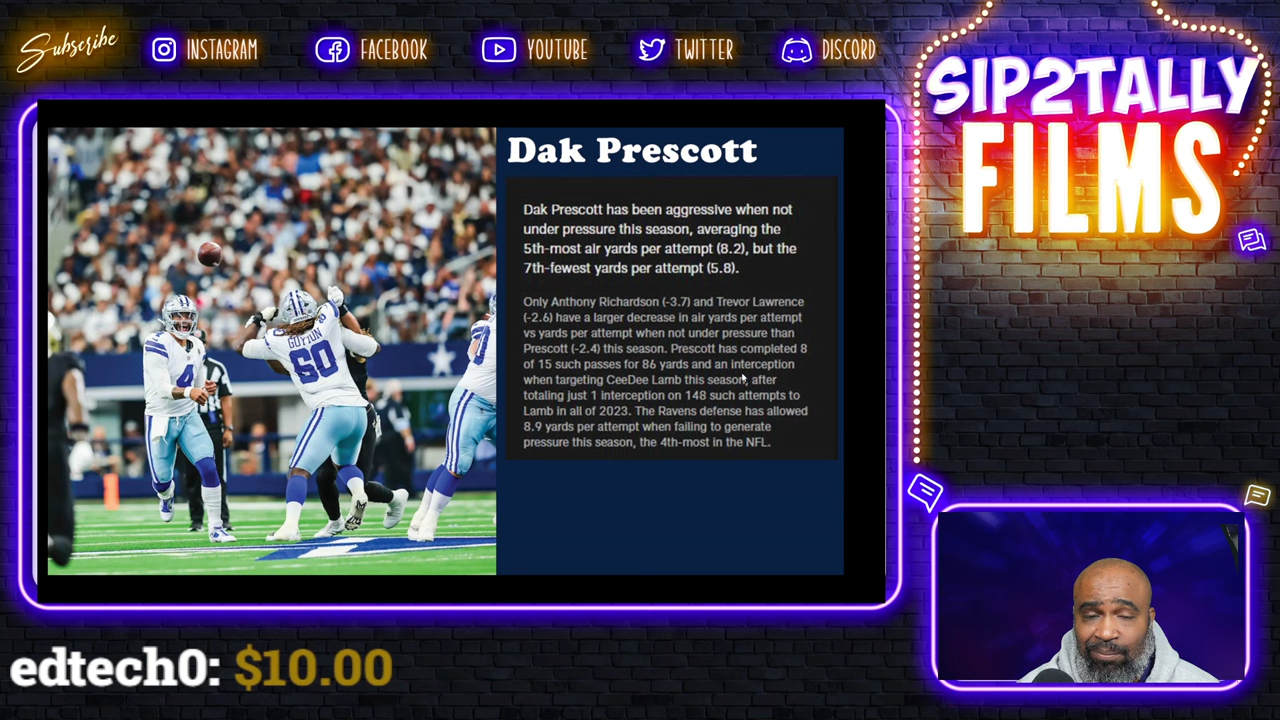 Subscribe
INSTAGRAM
FACEBOOK
YOUTUBE
TWITTER
DISCORD
SIP2TALLY
FILMS
Dak Prescott
Dak Prescott has been aggressive when not
under pressure this season, averaging the
5th-most air yards per attempt (8.2), but the
7th-fewest yards per attempt (5.8).
Only Anthony Richardson (-3.7) and Trevor Lawrence
(-2.6) have a larger decrease in air yards per attempt
vs yards per attempt when not under pressure than
Prescott (-2.4) this season. Prescott has completed 8
of 15 such passes for 86 yards and an interception
when targeting CeeDee Lamb this season, after
totaling just 1 interception on 148 such attempts to
Lamb in all of 2023. The Ravens defense has allowed
8.9 yards per attempt when failing to generate
pressure this season, the 4th-most in the NFL.
4
GUYTON
60
edtech0: $10.00